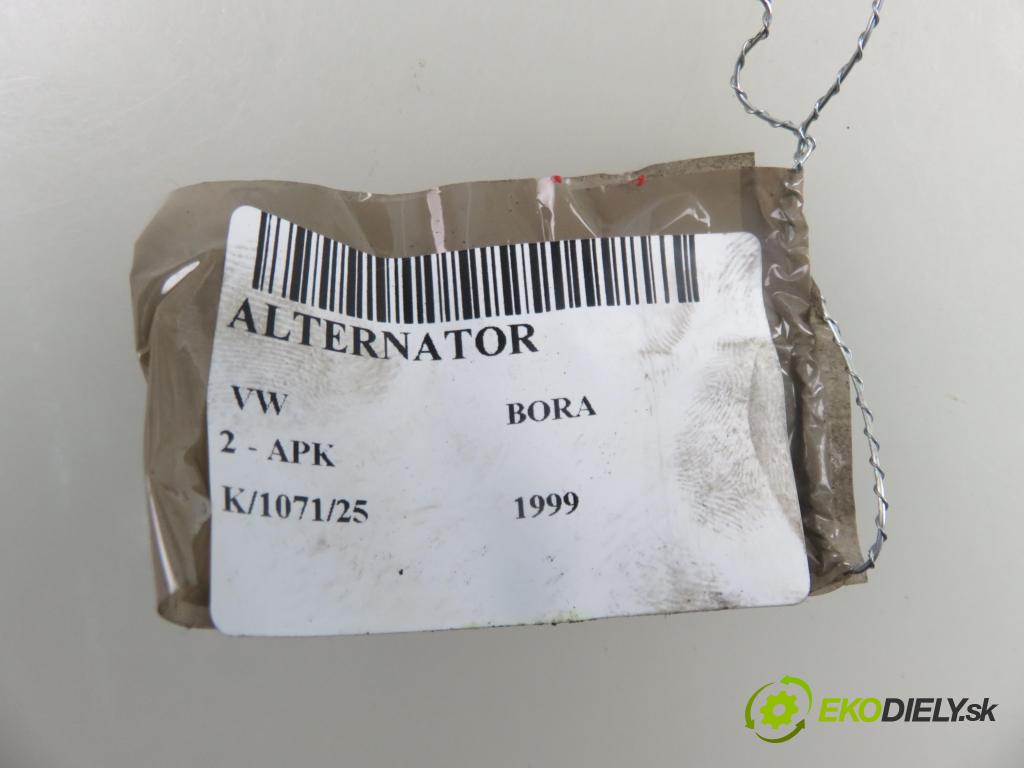 ALTERNATOR
VW BORA
2 - APK
K/1071/25 1999
EKODIELY.sk